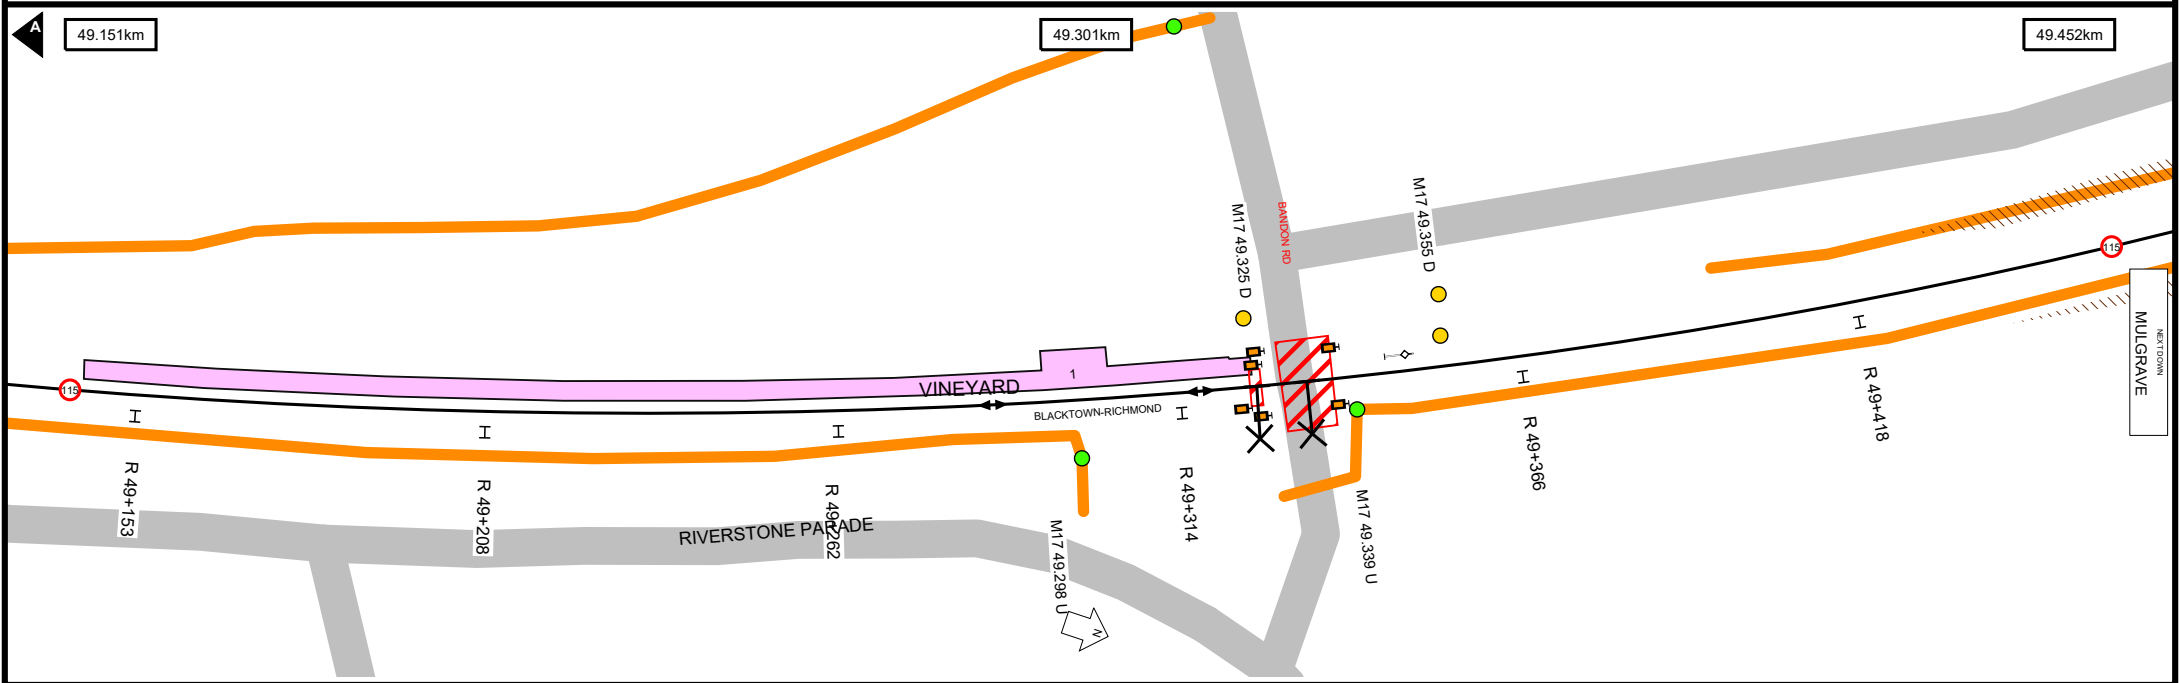 A
49.151km
49.301km
49.452km
M17 49.325 D
BANDON RD
M17 49.355 D
115
115
NEXT DOWN
MULGRAVE
1
VINEYARD
BLACKTOWN-RICHMOND
R 49+153
R 49+208
R 49+262
RIVERSTONE PARADE
M17 49.298 U
R 49+314
M17 49.339 U
R 49+366
R 49+418
N